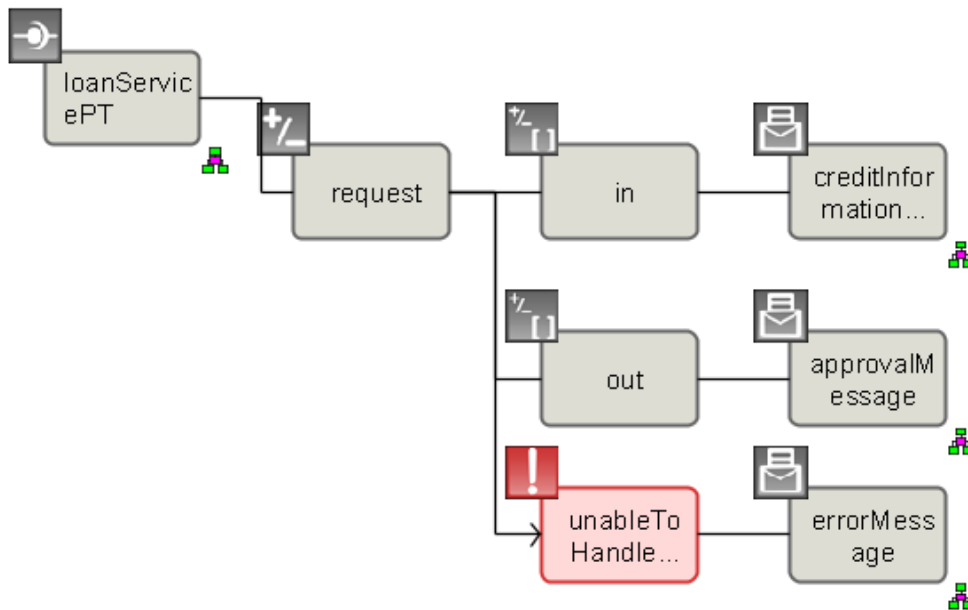 loanServic
ePT
request
in
creditInfor
mation...
out
approvalM
essage
unableTo
Handle...
errorMess
age